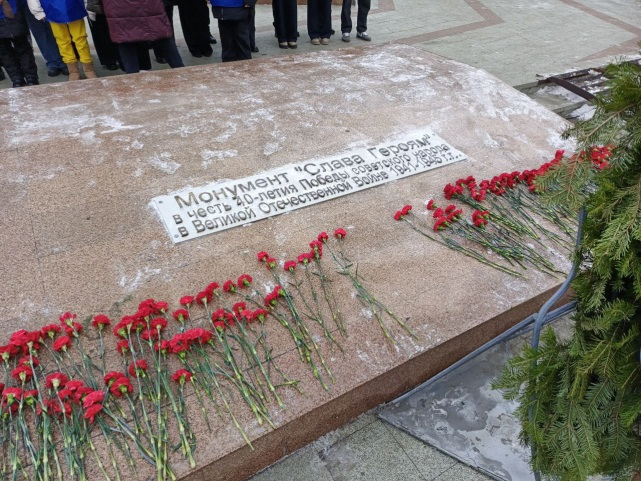 Монумент "Слава Героям"
в честь 40-летия Победы советского народа
в Великой Отечественной Войне 1941-1945 г.г.